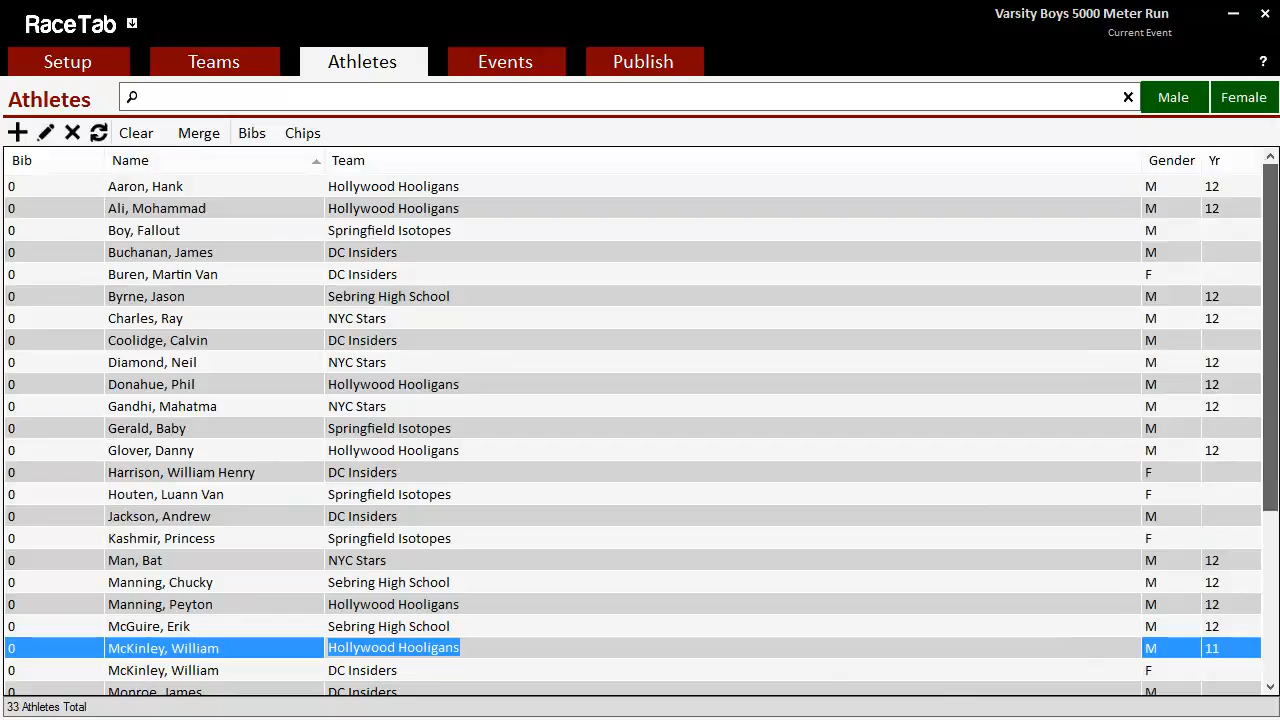 RaceTab
Varsity Boys 5000 Meter Run
Current Event
Setup Teams Athletes Events Publish ?
Athletes Male Female
Clear Merge Bibs Chips
Bib Name Team Gender Yr
0 Aaron, Hank Hollywood Hooligans M 12
0 Ali, Mohammad Hollywood Hooligans M 12
0 Boy, Fallout Springfield Isotopes M
0 Buchanan, James DC Insiders M
0 Buren, Martin Van DC Insiders F
0 Byrne, Jason Sebring High School M 12
0 Charles, Ray NYC Stars M 12
0 Coolidge, Calvin DC Insiders M
0 Diamond, Neil NYC Stars M 12
0 Donahue, Phil Hollywood Hooligans M 12
0 Gandhi, Mahatma NYC Stars M 12
0 Gerald, Baby Springfield Isotopes M
0 Glover, Danny Hollywood Hooligans M 12
0 Harrison, William Henry DC Insiders F
0 Houten, Luann Van Springfield Isotopes F
0 Jackson, Andrew DC Insiders M
0 Kashmir, Princess Springfield Isotopes F
0 Man, Bat NYC Stars M 12
0 Manning, Chucky Sebring High School M 12
0 Manning, Peyton Hollywood Hooligans M 12
0 McGuire, Erik Sebring High School M 12
0 McKinley, William Hollywood Hooligans M 11
0 McKinley, William DC Insiders F
0 Monroe, James DC Insiders M
33 Athletes Total